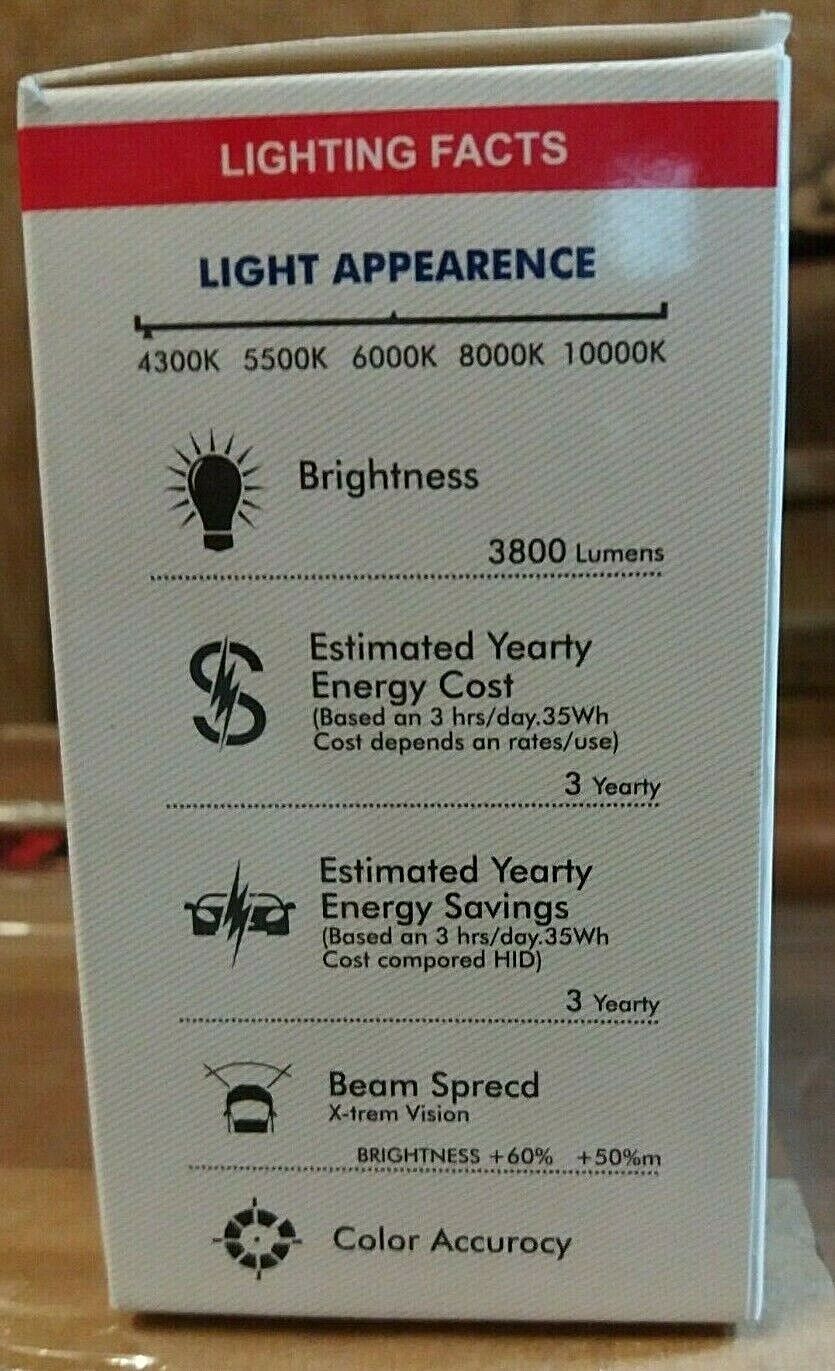 LIGHTING FACTS
LIGHT APPEARENCE
4300K 5500K 6000K 8000K 10000K
Brightness
3800 Lumens
Estimated Yearty
Energy Cost
(Based an 3 hrs/day.35Wh
Cost depends an rates/use)
3 Yearty
Estimated Yearty
Energy Savings
(Based an 3 hrs/day.35Wh
Cost compored HID)
3 Yearty
Beam Sprecd
X-trem Vision
BRIGHTNESS +60% +50%m
Color Accurocy